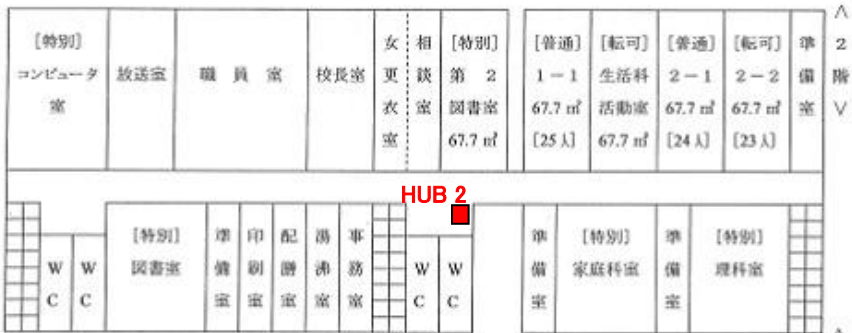 [特別]
コンピュータ
室
放送室
職員室
校長室
女更衣室
相談室
[特別]
第2
図書室
67.7㎡
[普通]
1-1
67.7㎡
[25人]
[転可]
生活科
活動室
67.7㎡
[普通]
2-1
67.7㎡
[24人]
[転可]
2-2
67.7㎡
[23人]
準備室
<2階>
HUB 2
WC
WC
[特別]
図書室
準備室
印刷室
配膳室
湯沸室
事務室
WC
WC
準備室
[特別]
家庭科室
準備室
[特別]
理科室